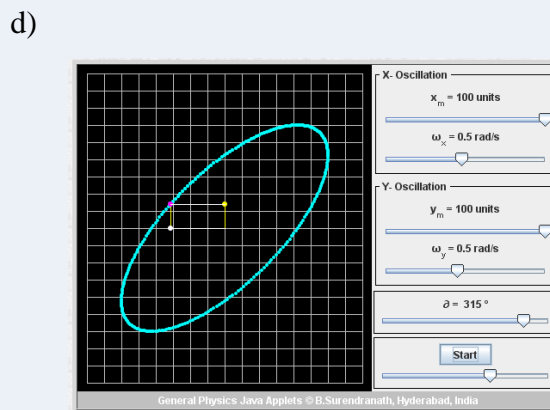 d)
X- Oscillation
x_m = 100 units
ω_x = 0.5 rad/s
Y- Oscillation
y_m = 100 units
ω_y = 0.5 rad/s
∂ = 315 °
Start
General Physics Java Applets © B.Surendranath, Hyderabad, India